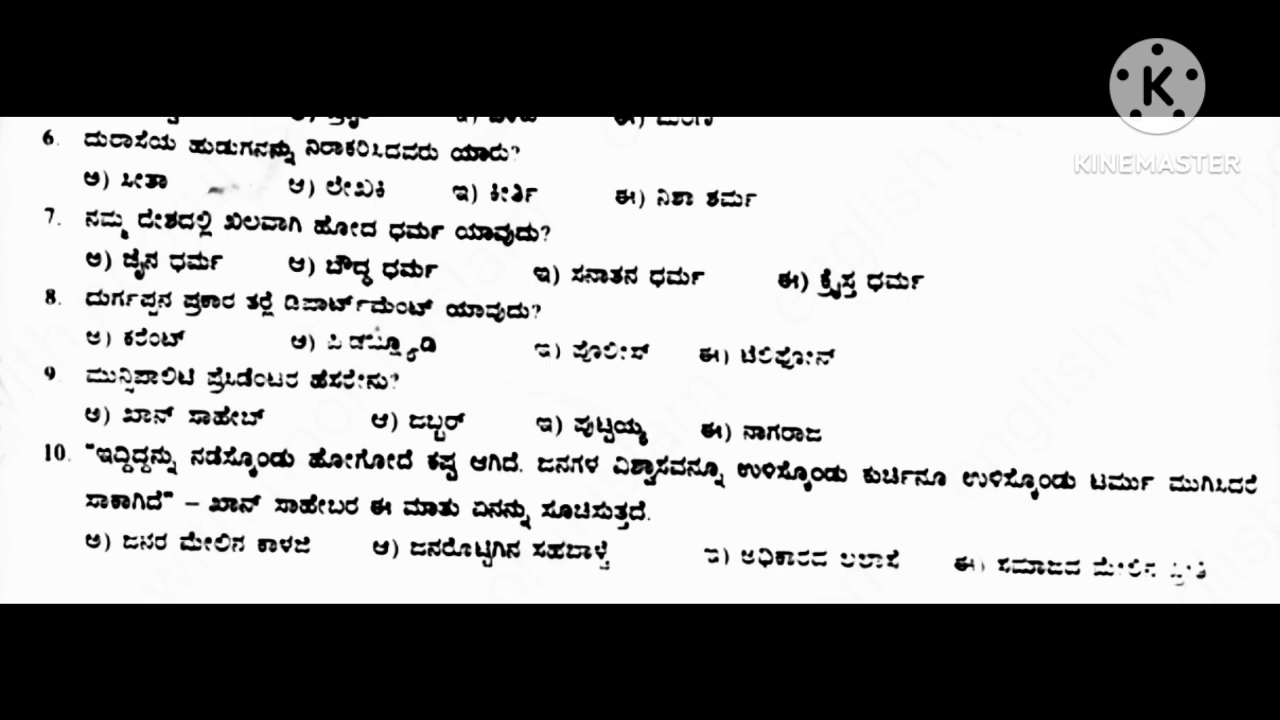 KINEMASTER
6. ದುರಾಸೆಯ ಹುಡುಗನನ್ನು ನಿರಾಕರಿಸಿದವರು ಯಾರು?
ಅ) ಸೀತಾ ಆ) ಲೇಖಕಿ ಇ) ಕೀರ್ತಿ ಈ) ನಿಶಾ ಶರ್ಮ
7. ನಮ್ಮ ದೇಶದಲ್ಲಿ ಖಿಲವಾಗಿ ಹೋದ ಧರ್ಮ ಯಾವುದು?
ಅ) ಜೈನ ಧರ್ಮ ಆ) ಬೌದ್ಧ ಧರ್ಮ ಇ) ಸನಾತನ ಧರ್ಮ ಈ) ಕ್ರೈಸ್ತ ಧರ್ಮ
8. ದುರ್ಗಪ್ಪನ ಪ್ರಕಾರ ತರ್ಲೆ ಡಿಪಾರ್ಟ್‌ಮೆಂಟ್ ಯಾವುದು?
ಅ) ಕರೆಂಟ್ ಆ) ಪಿಡಬ್ಲ್ಯೂಡಿ ಇ) ಪೊಲೀಸ್ ಈ) ಟೆಲಿಫೋನ್
9. ಮುನ್ಸಿಪಾಲಿಟಿ ಪ್ರೆಸಿಡೆಂಟರ ಹೆಸರೇನು?
ಅ) ಖಾನ್ ಸಾಹೇಬ್ ಆ) ಜಬ್ಬರ್ ಇ) ಪುಟ್ಟಯ್ಯ ಈ) ನಾಗರಾಜ
10. "ಇದ್ದಿದ್ದನ್ನು ನಡೆಸ್ಕೊಂಡು ಹೋಗೋದೆ ಕಷ್ಟ ಆಗಿದೆ. ಜನಗಳ ವಿಶ್ವಾಸವನ್ನೂ ಉಳಿಸ್ಕೊಂಡು ಕುರ್ಚಿನೂ ಉಳಿಸ್ಕೊಂಡು ಟರ್ಮು ಮುಗಿಸಿದರೆ
ಸಾಕಾಗಿದೆ" – ಖಾನ್ ಸಾಹೇಬರ ಈ ಮಾತು ಏನನ್ನು ಸೂಚಿಸುತ್ತದೆ.
ಅ) ಜನರ ಮೇಲಿನ ಕಾಳಜಿ ಆ) ಜನರೊಟ್ಟಿಗಿನ ಸಹಬಾಳ್ವೆ ಇ) ಅಧಿಕಾರದ ಲಾಲಸೆ ಈ) ಸಮಾಜದ ಮೇಲಿನ ಪ್ರೀತಿ